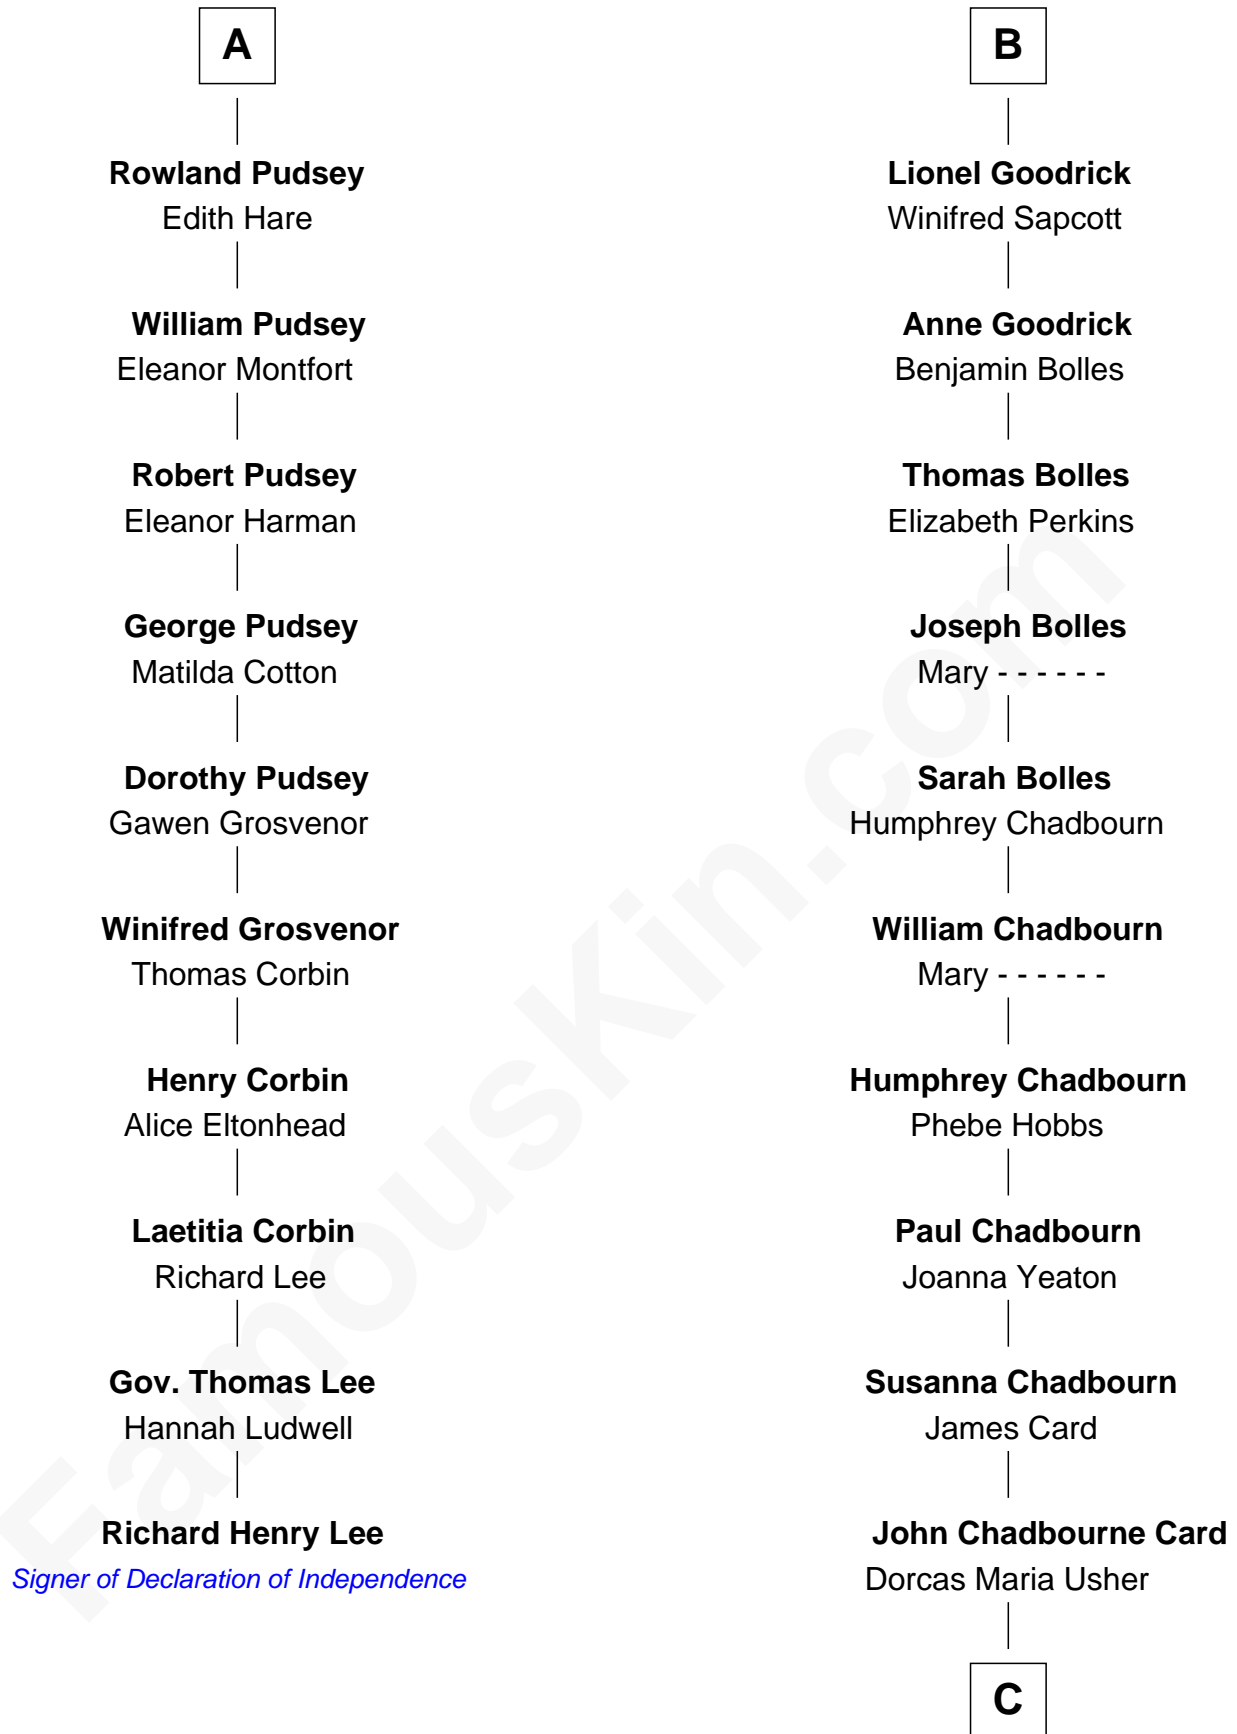 A
Rowland Pudsey
Edith Hare
William Pudsey
Eleanor Montfort
Robert Pudsey
Eleanor Harman
George Pudsey
Matilda Cotton
Dorothy Pudsey
Gawen Grosvenor
Winifred Grosvenor
Thomas Corbin
Henry Corbin
Alice Eltonhead
Laetitia Corbin
Richard Lee
Gov. Thomas Lee
Hannah Ludwell
Richard Henry Lee
Signer of Declaration of Independence
B
Lionel Goodrick
Winifred Sapcott
Anne Goodrick
Benjamin Bolles
Thomas Bolles
Elizabeth Perkins
Joseph Bolles
Mary - - - - - -
Sarah Bolles
Humphrey Chadbourn
William Chadbourn
Mary - - - - - -
Humphrey Chadbourn
Phebe Hobbs
Paul Chadbourn
Joanna Yeaton
Susanna Chadbourn
James Card
John Chadbourne Card
Dorcas Maria Usher
C
FamousKin.com